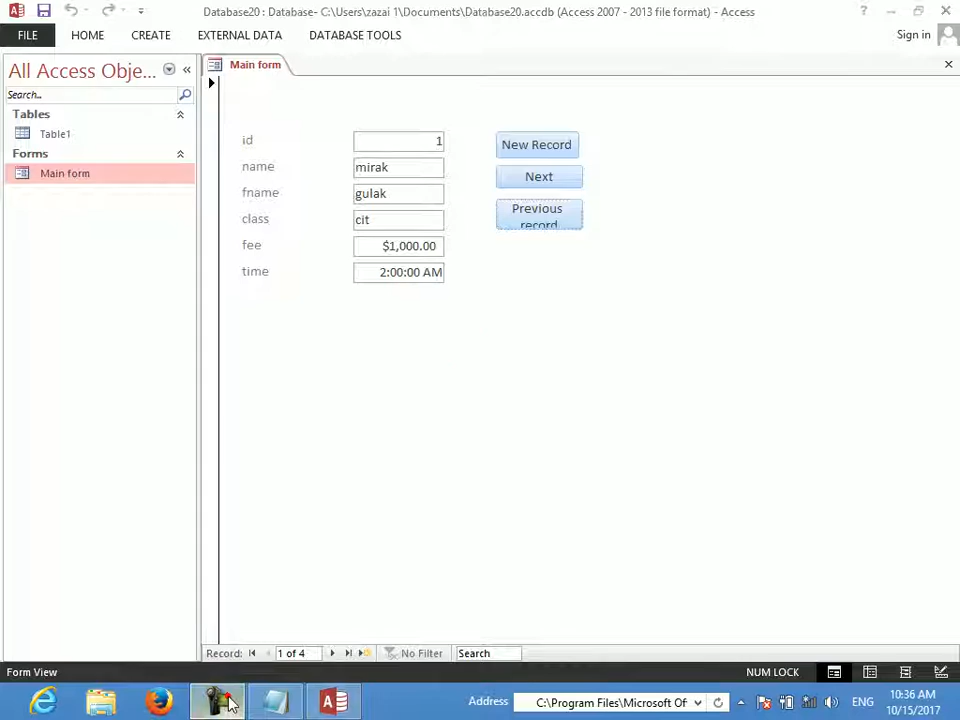 Database20 : Database- C:\Users\zazai 1\Documents\Database20.accdb (Access 2007 - 2013 file format) - Access
FILE HOME CREATE EXTERNAL DATA DATABASE TOOLS Sign in
All Access Obje...
Main form
Search...
Tables
Table1
Forms
Main form
id 1
name mirak
fname gulak
class cit
fee $1,000.00
time 2:00:00 AM
New Record
Next
Previous
record
Record: 1 of 4 No Filter Search
Form View NUM LOCK
Address C:\Program Files\Microsoft Of ENG 10:36 AM
10/15/2017